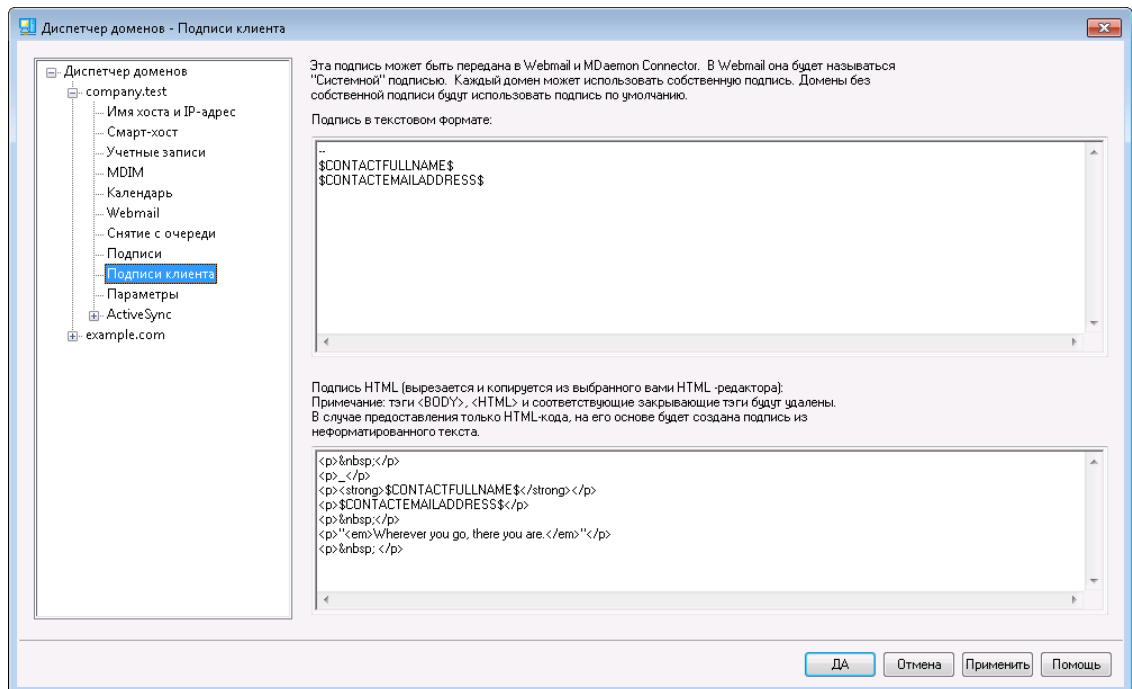 Диспетчер доменов - Подписи клиента
Диспетчер доменов
company.test
Имя хоста и IP-адрес
Смарт-хост
Учетные записи
MDIM
Календарь
Webmail
Снятие с очереди
Подписи
Подписи клиента
Параметры
ActiveSync
example.com
Эта подпись может быть передана в Webmail и MDaemon Connector. В Webmail она будет называться
"Системной" подписью. Каждый домен может использовать собственную подпись. Домены без
собственной подписи будут использовать подпись по умолчанию.
Подпись в текстовом формате:
--
$CONTACTFULLNAME$
$CONTACTEMAILADDRESS$
Подпись HTML (вырезается и копируется из выбранного вами HTML -редактора):
Примечание: тэги <BODY>, <HTML> и соответствующие закрывающие тэги будут удалены.
В случае предоставления только HTML-кода, на его основе будет создана подпись из
неформатированного текста.
<p>&nbsp;</p>
<p>_</p>
<p><strong>$CONTACTFULLNAME$</strong></p>
<p>$CONTACTEMAILADDRESS$</p>
<p>&nbsp;</p>
<p>"<em>Wherever you go, there you are.</em>"</p>
<p>&nbsp; </p>
ДА
Отмена
Применить
Помощь